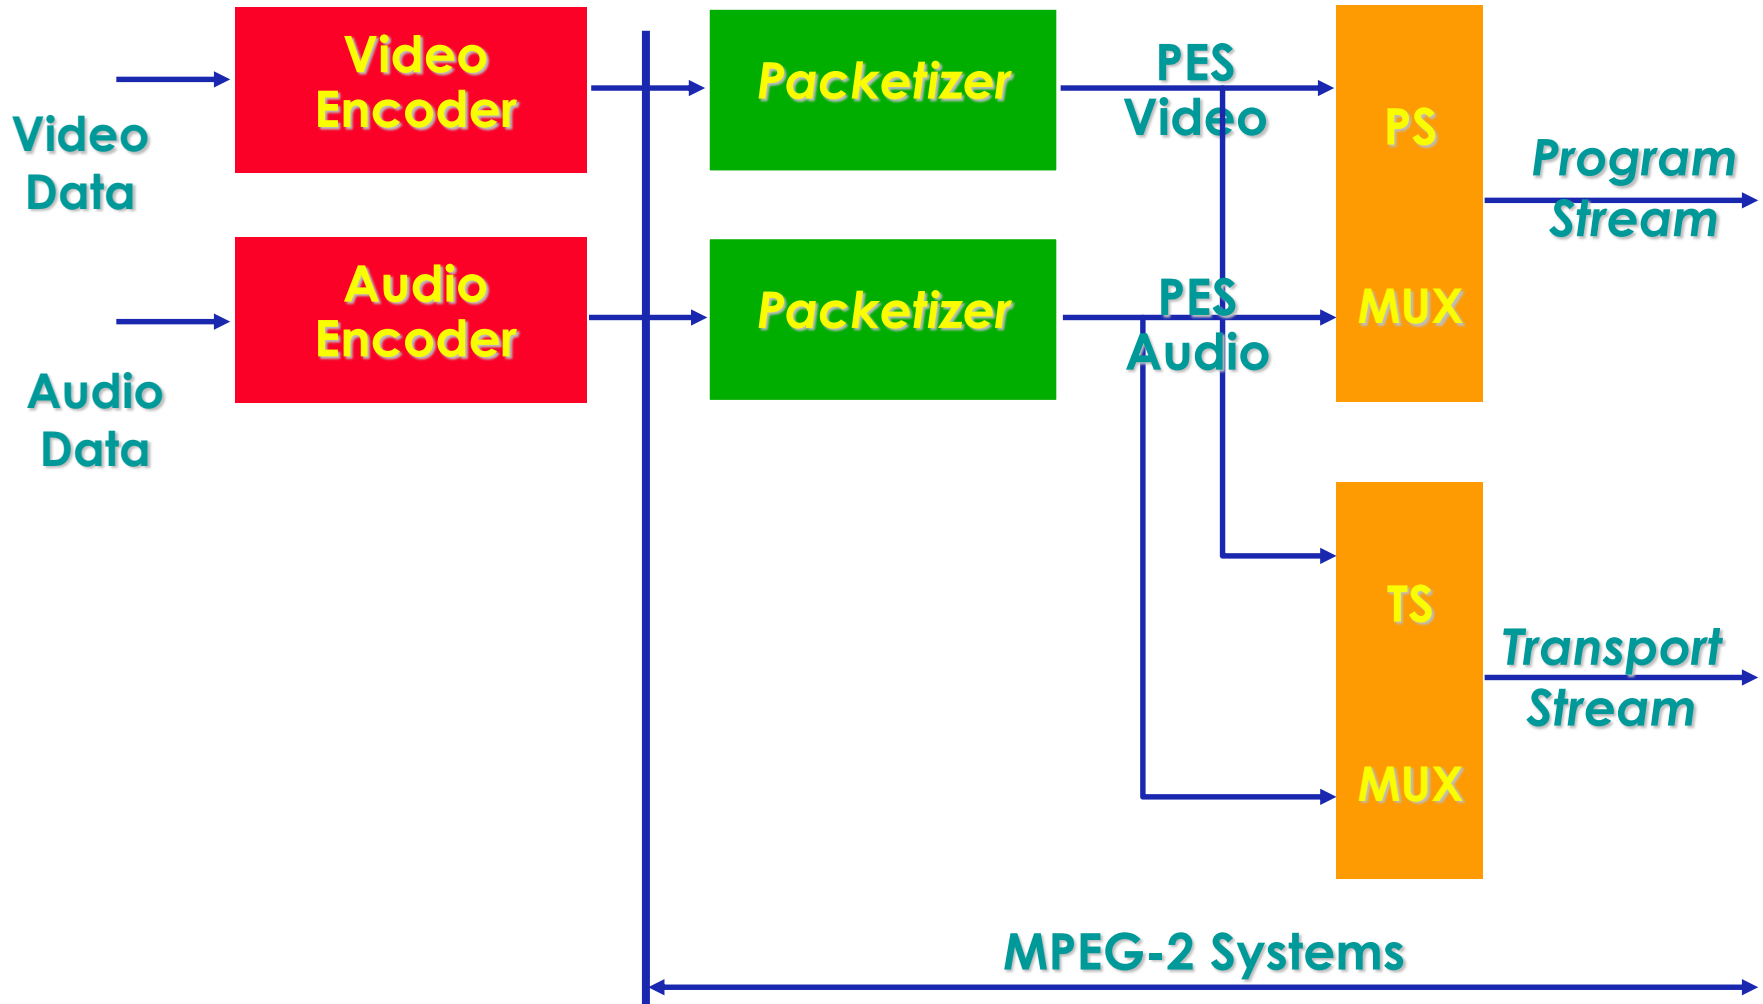 Video
Data
Video
Encoder
Packetizer
PES
Video
PS
MUX
Program
Stream
Audio
Data
Audio
Encoder
Packetizer
PES
Audio
TS
MUX
Transport
Stream
MPEG-2 Systems